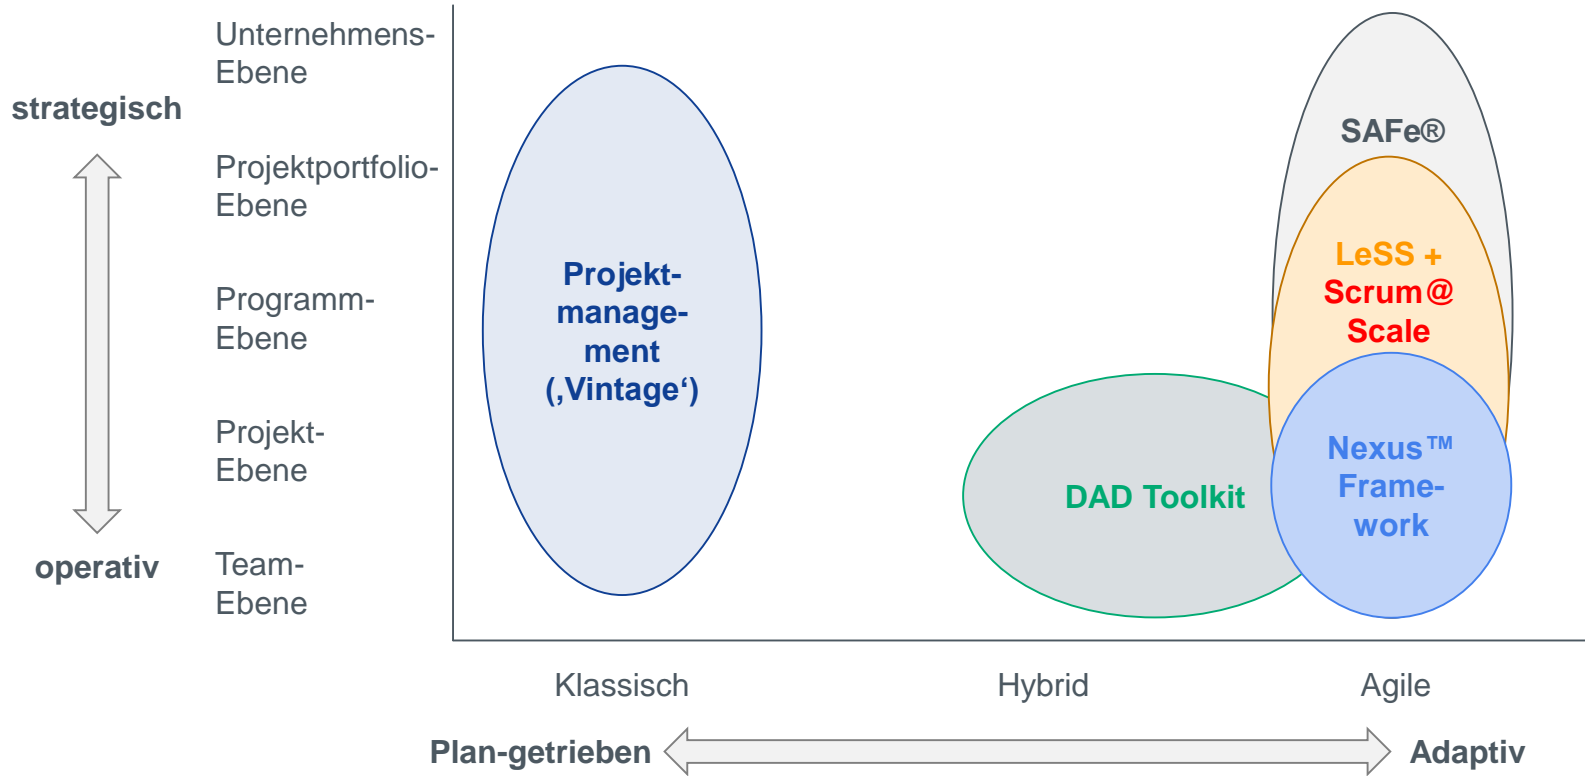 Unternehmens-
Ebene
strategisch
Projektportfolio-
Ebene
Programm-
Ebene
Projekt-
Ebene
operativ
Team-
Ebene
Projekt-
manage-
ment
(‚Vintage‘)
DAD Toolkit
SAFe®
LeSS +
Scrum@
Scale
Nexus™
Frame-
work
Klassisch
Hybrid
Agile
Plan-getrieben
Adaptiv